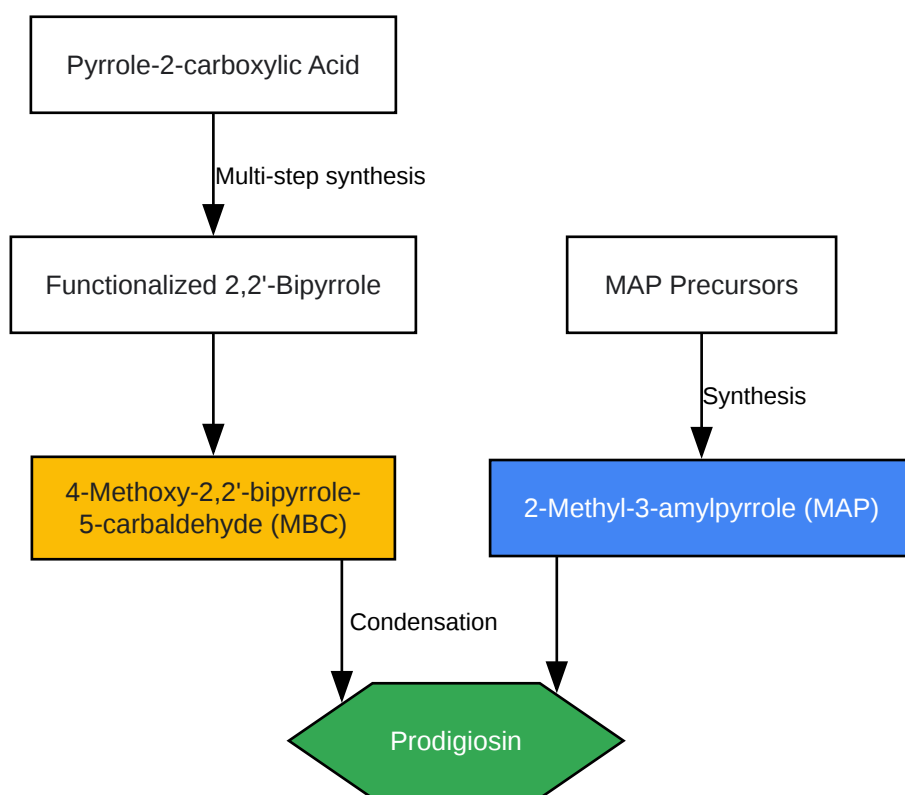 Pyrrole-2-carboxylic Acid
Multi-step synthesis
Functionalized 2,2'-Bipyrrole
MAP Precursors
Synthesis
4-Methoxy-2,2'-bipyrrole-
5-carbaldehyde (MBC)
2-Methyl-3-amylpyrrole (MAP)
Condensation
Prodigiosin